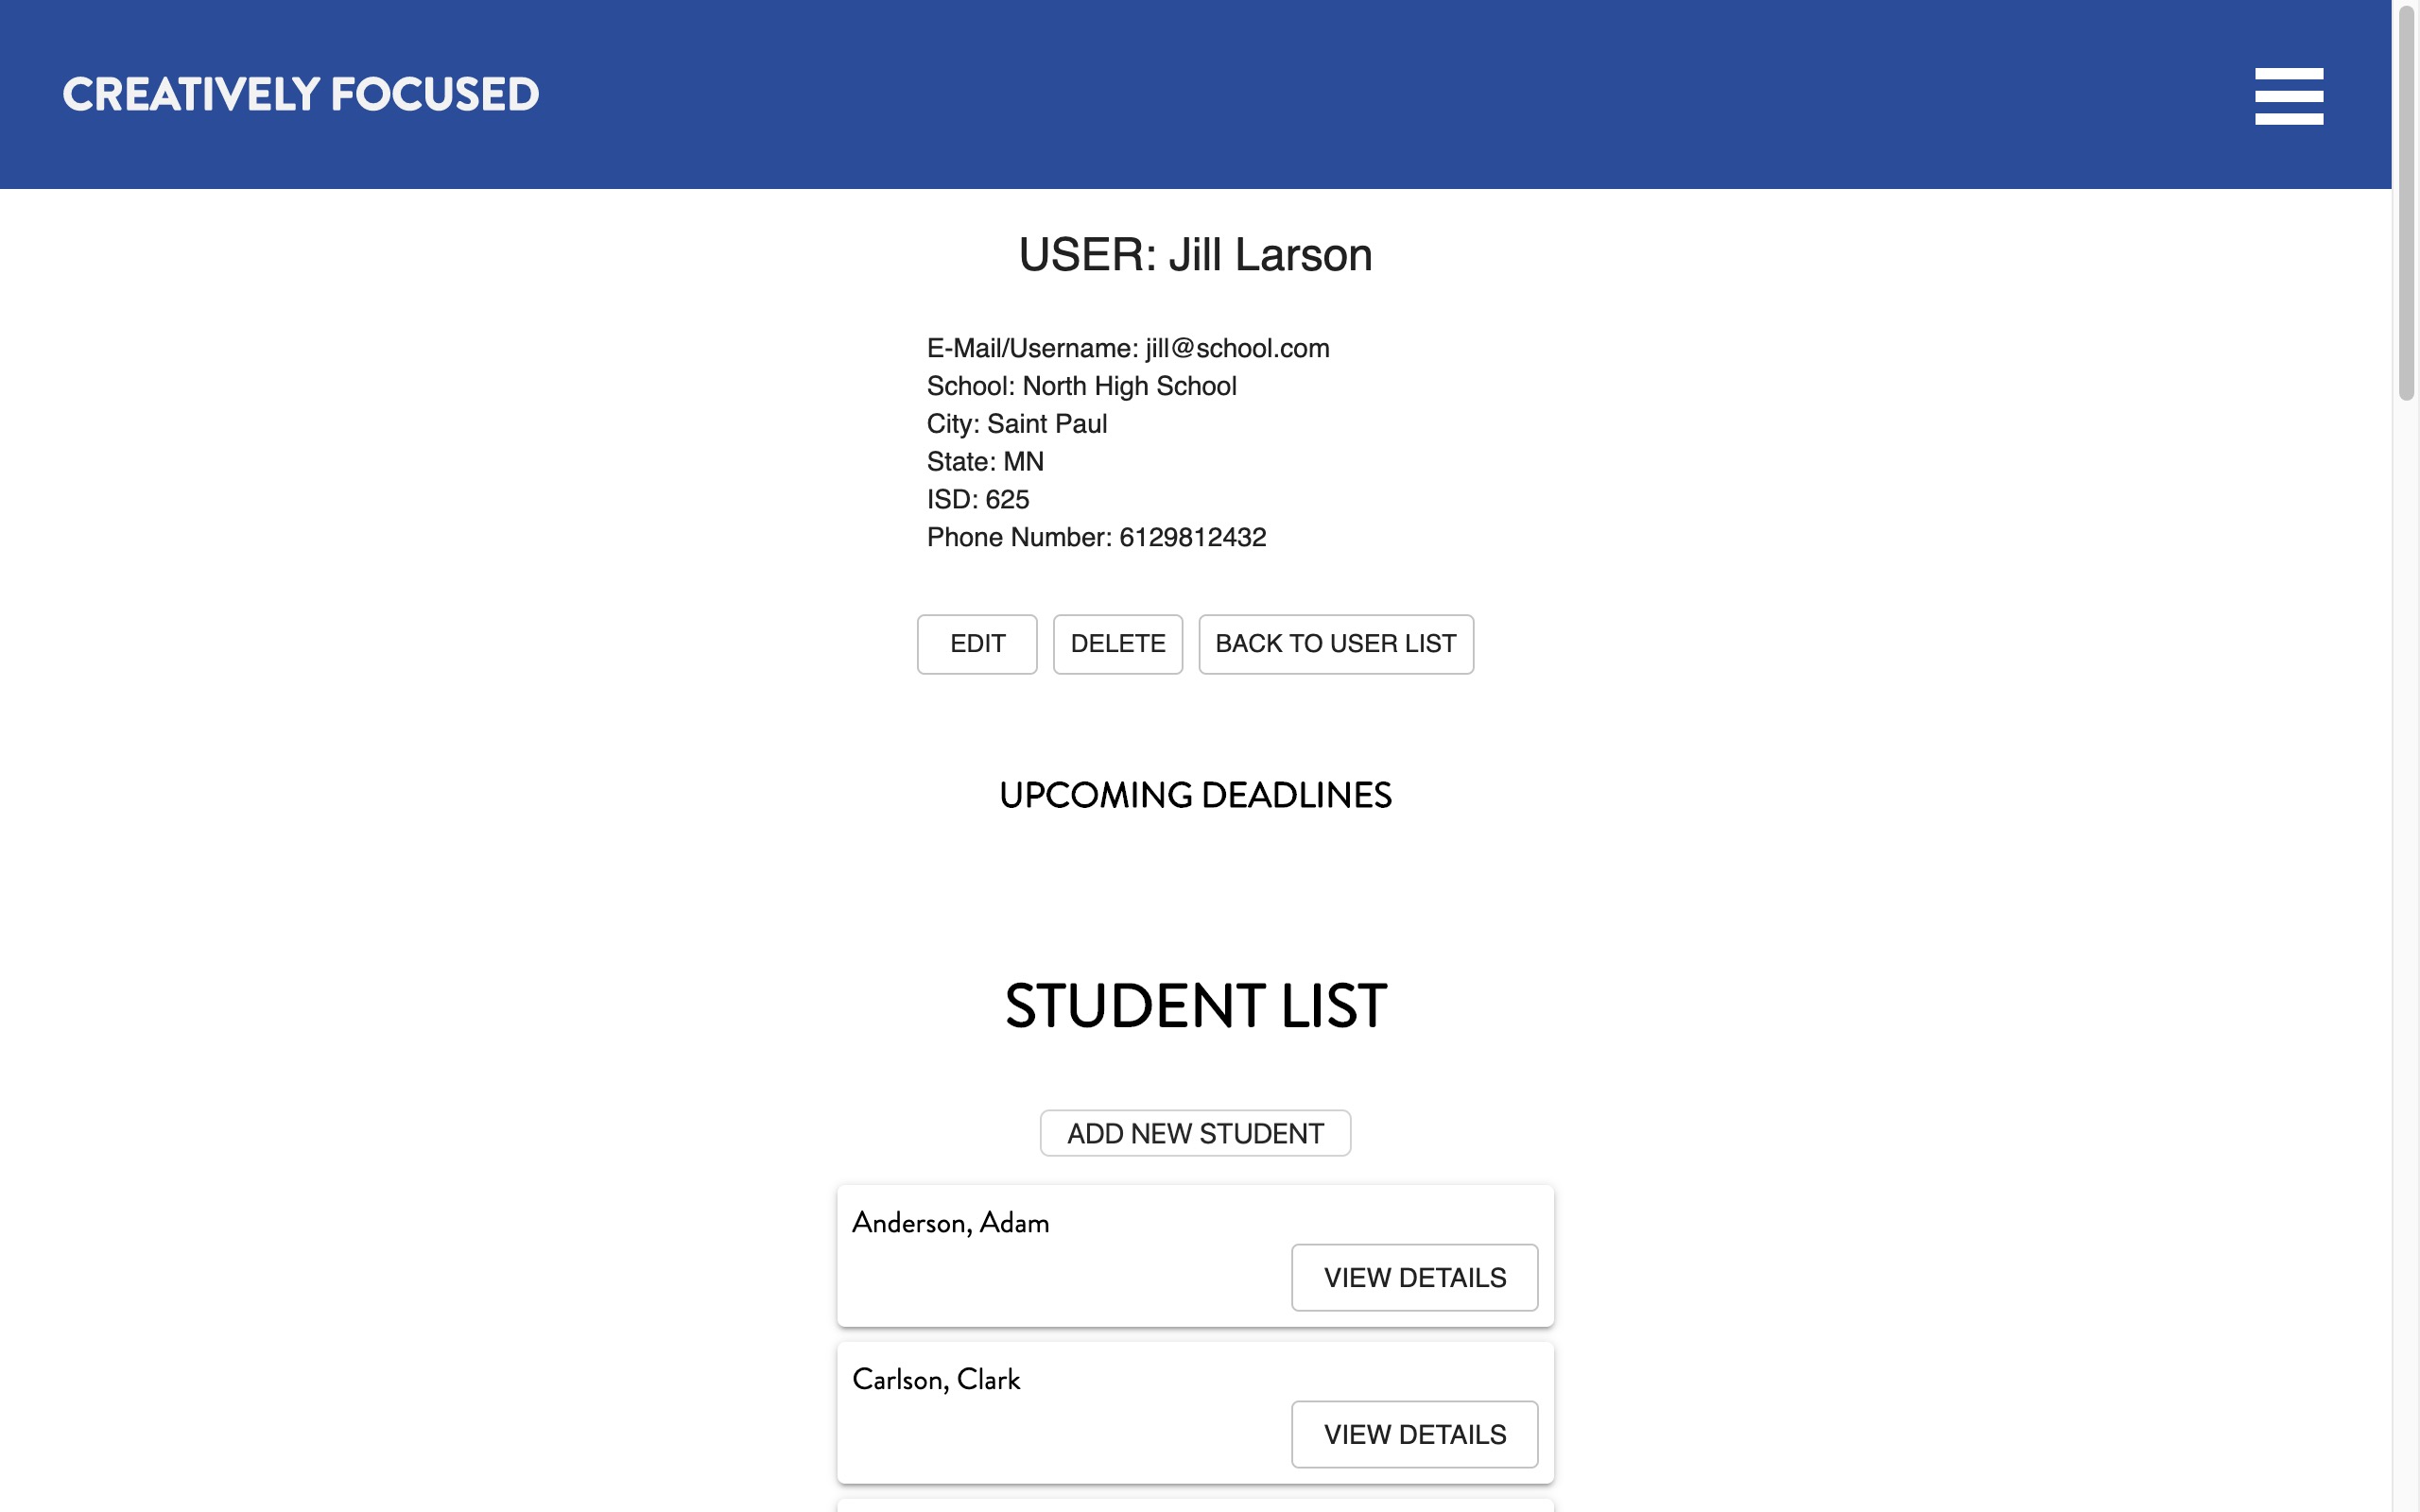 CREATIVELY FOCUSED
USER: Jill Larson
E-Mail/Username: jill@school.com
School: North High School
City: Saint Paul
State: MN
ISD: 625
Phone Number: 6129812432
EDIT DELETE BACK TO USER LIST
UPCOMING DEADLINES
STUDENT LIST
ADD NEW STUDENT
Anderson, Adam
VIEW DETAILS
Carlson, Clark
VIEW DETAILS